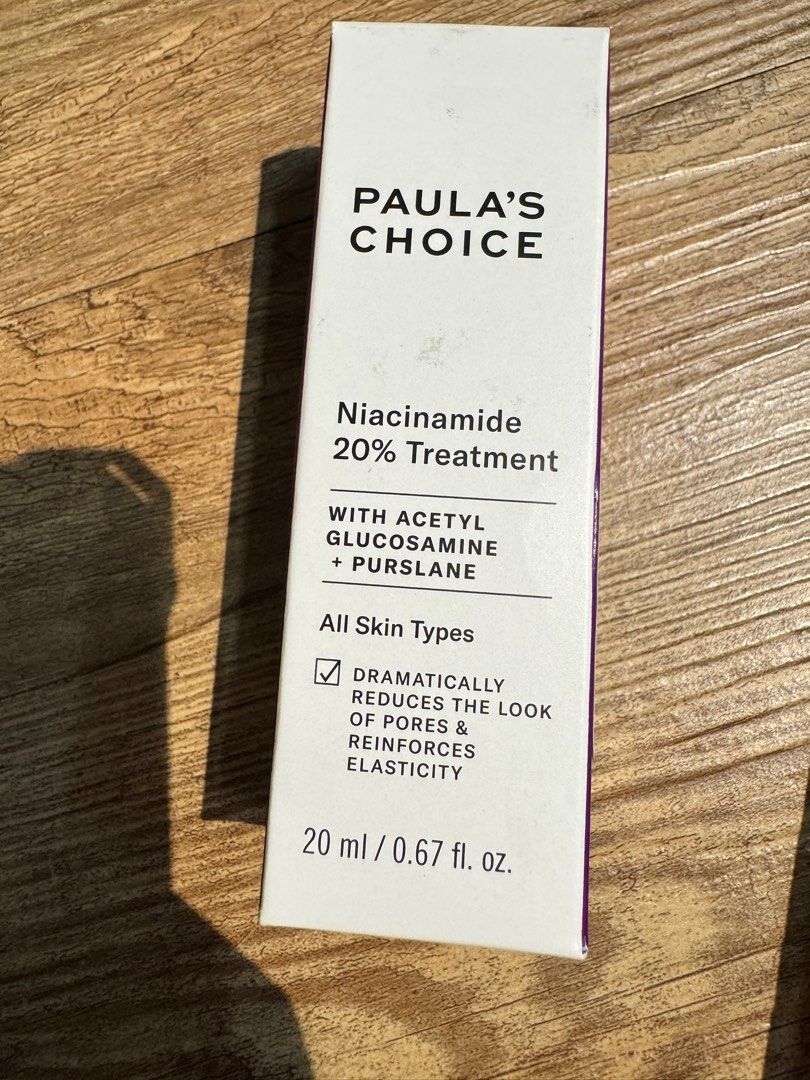 PAULA'S
CHOICE
Niacinamide
20% Treatment
WITH ACETYL
GLUCOSAMINE
+ PURSLANE
All Skin Types
DRAMATICALLY
REDUCES THE LOOK
OF PORES &
REINFORCES
ELASTICITY
20 ml / 0.67 fl. oz.